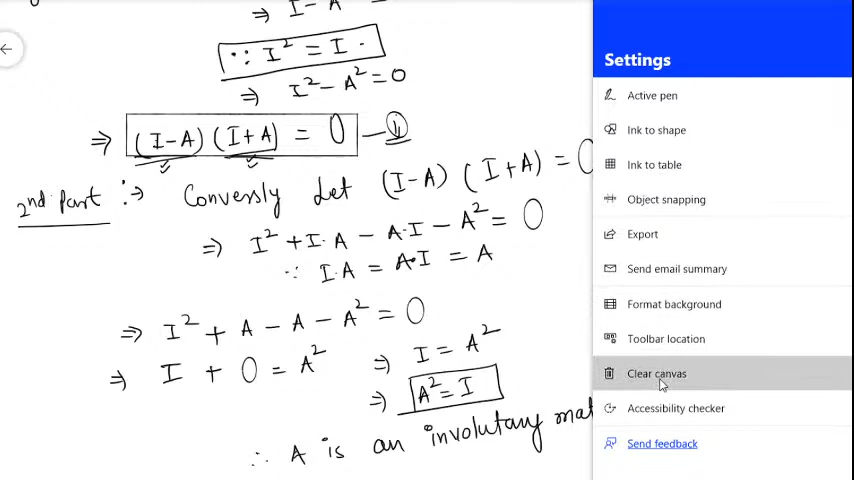 ⇒ I - A
∵ I² = I ·
⇒ I² - A² = 0
⇒ (I-A) (I+A) = 0 — ①
2nd Part :→ Conversly Let (I-A) (I+A) = 0
⇒ I² + I·A - A·I - A² = 0
∵ I·A = A·I = A
⇒ I² + A - A - A² = 0
⇒ I + 0 = A² ⇒ I = A²
⇒ A² = I
∴ A is an involutary mat
Settings
Active pen
Ink to shape
Ink to table
Object snapping
Export
Send email summary
Format background
Toolbar location
Clear canvas
Accessibility checker
Send feedback